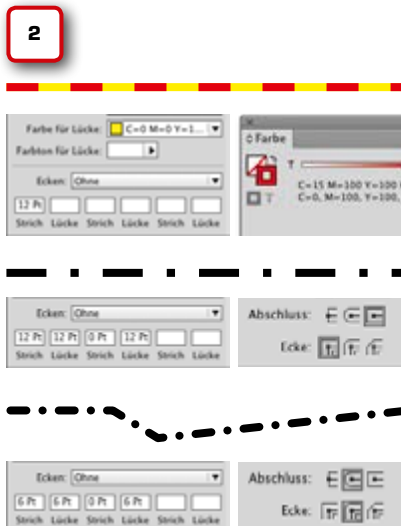 2
Farbe für Lücke: C=0 M=0 Y=1...
Farbton für Lücke:
Ecken: Ohne
12 Pt
Strich Lücke Strich Lücke Strich Lücke
Farbe
T
C=15 M=100 Y=100
C=0, M=100, Y=100,
T
Ecken: Ohne
12 Pt 12 Pt 0 Pt 12 Pt
Strich Lücke Strich Lücke Strich Lücke
Abschluss:
Ecke:
Ecken: Ohne
6 Pt 6 Pt 0 Pt 6 Pt
Strich Lücke Strich Lücke Strich Lücke
Abschluss:
Ecke: